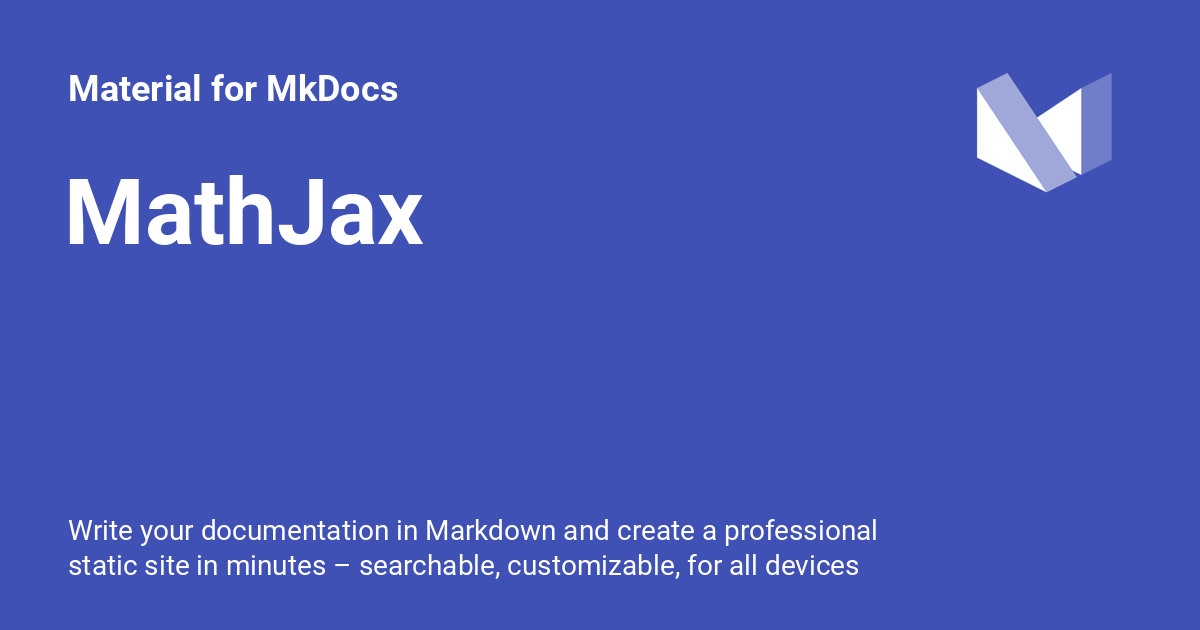 Material for MkDocs
MathJax
Write your documentation in Markdown and create a professional
static site in minutes – searchable, customizable, for all devices